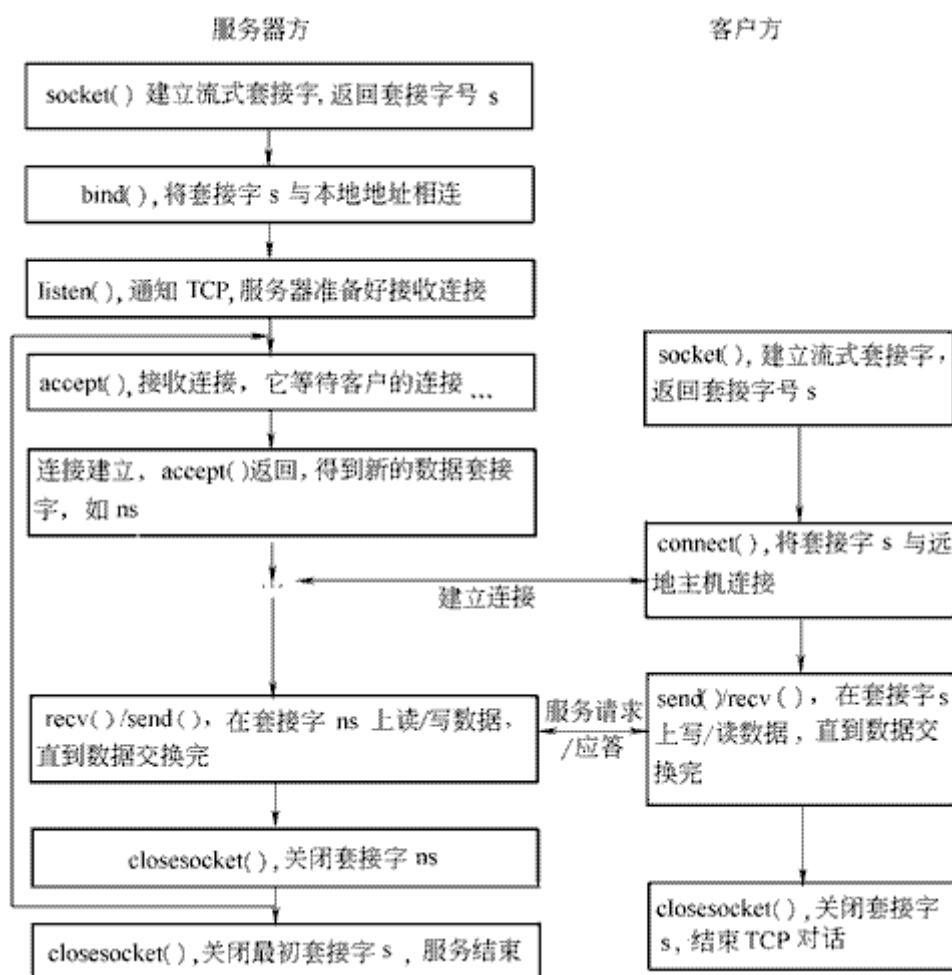 服务器方
客户方
socket() 建立流式套接字,返回套接字号 s
bind(),将套接字 s 与本地地址相连
listen(),通知 TCP,服务器准备好接收连接
accept(),接收连接，它等待客户的连接 ...
连接建立，accept()返回,得到新的数据套接
字，如 ns
...
socket(),建立流式套接字，
返回套接字号 s
connect(),将套接字 s 与远
地主机连接
建立连接
recv()/send()，在套接字 ns 上读/写数据，
直到数据交换完
服务请求
/应答
send()/recv()，在套接字 s
上写/读数据，直到数据交
换完
closesocket(),关闭套接字 ns
closesocket(),关闭最初套接字 s，服务结束
closesocket(),关闭套接字
s，结束 TCP 对话